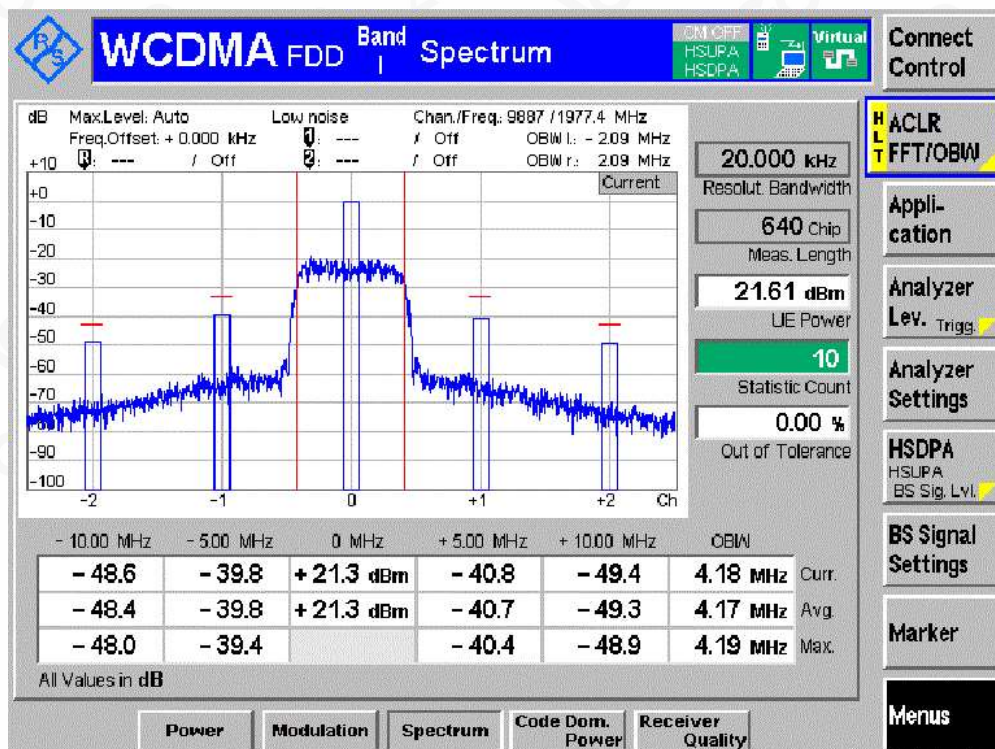 R&S
WCDMA FDD Band I Spectrum
CM OFF
HSUPA
HSDPA
Virtual
Connect
Control
dB Max.Level: Auto Low noise Chan./Freq.: 9887 / 1977.4 MHz
Freq.Offset: + 0.000 kHz 1: --- / Off OBW l.: - 2.09 MHz
R: --- / Off 2: --- / Off OBW r.: 2.09 MHz
Current
+10
+0
-10
-20
-30
-40
-50
-60
-70
-80
-90
-100
-2 -1 0 +1 +2 Ch
20.000 kHz
Resolut. Bandwidth
640 Chip
Meas. Length
21.61 dBm
UE Power
10
Statistic Count
0.00 %
Out of Tolerance
- 10.00 MHz - 5.00 MHz 0 MHz + 5.00 MHz + 10.00 MHz OBW
- 48.6 - 39.8 + 21.3 dBm - 40.8 - 49.4 4.18 MHz Curr.
- 48.4 - 39.8 + 21.3 dBm - 40.7 - 49.3 4.17 MHz Avg.
- 48.0 - 39.4 - 40.4 - 48.9 4.19 MHz Max.
All Values in dB
HLT
ACLR
FFT/OBW
Appli-
cation
Analyzer
Lev. Trigg.
Analyzer
Settings
HSDPA
HSUPA
BS Sig. Lvl.
BS Signal
Settings
Marker
Menus
Power
Modulation
Spectrum
Code Dom.
Power
Receiver
Quality